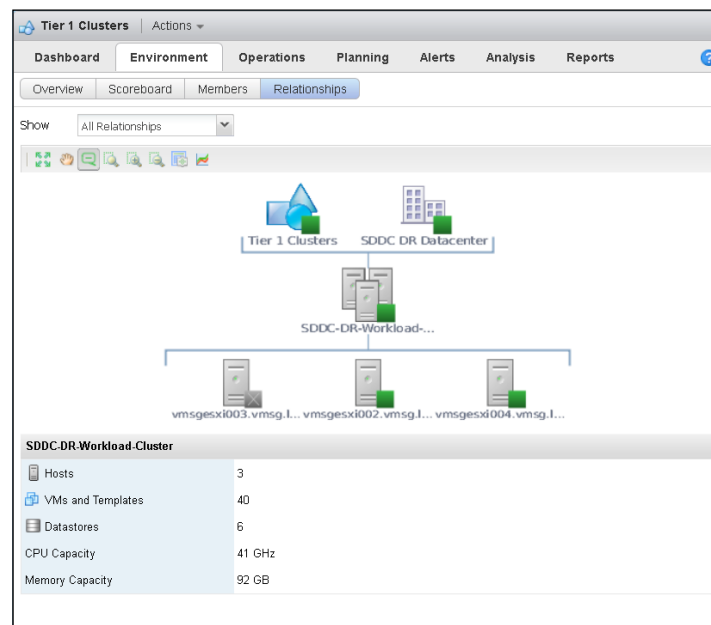 Tier 1 Clusters Actions
Dashboard Environment Operations Planning Alerts Analysis Reports ?
Overview Scoreboard Members Relationships
Show All Relationships
Tier 1 Clusters SDDC DR Datacenter
SDDC-DR-Workload-...
vmsgesxi003.vmsg.l... vmsgesxi002.vmsg.l... vmsgesxi004.vmsg.l...
SDDC-DR-Workload-Cluster
Hosts 3
VMs and Templates 40
Datastores 6
CPU Capacity 41 GHz
Memory Capacity 92 GB